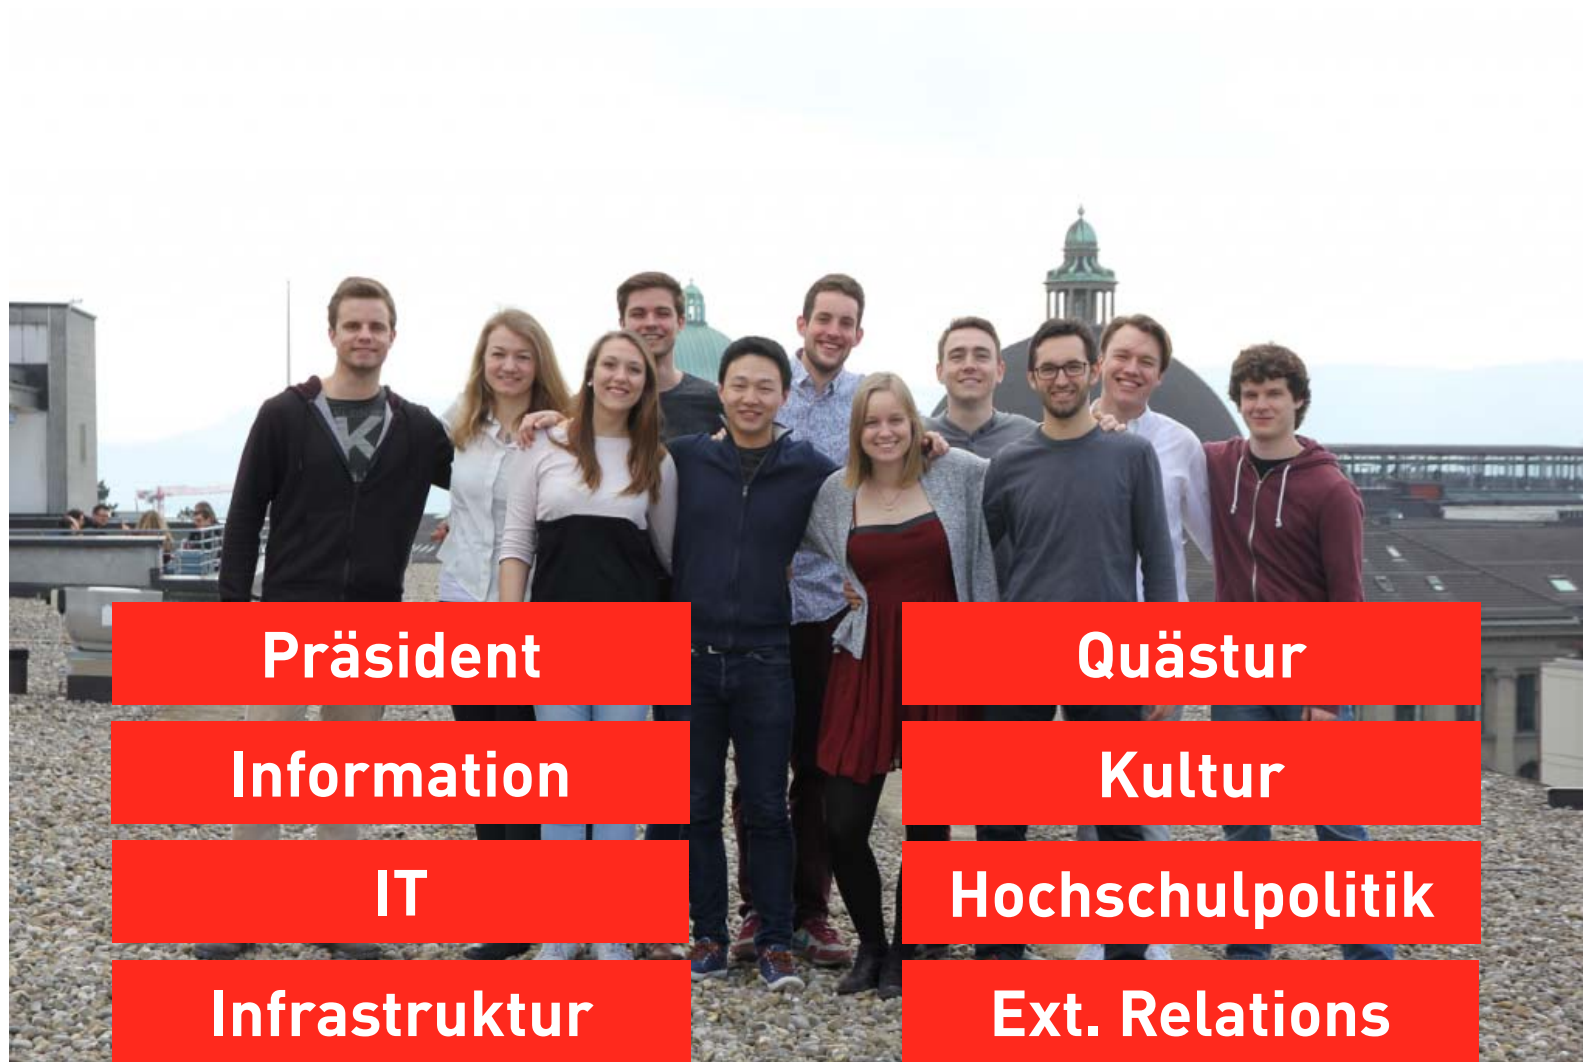 Präsident
Information
IT
Infrastruktur
Quästur
Kultur
Hochschulpolitik
Ext. Relations